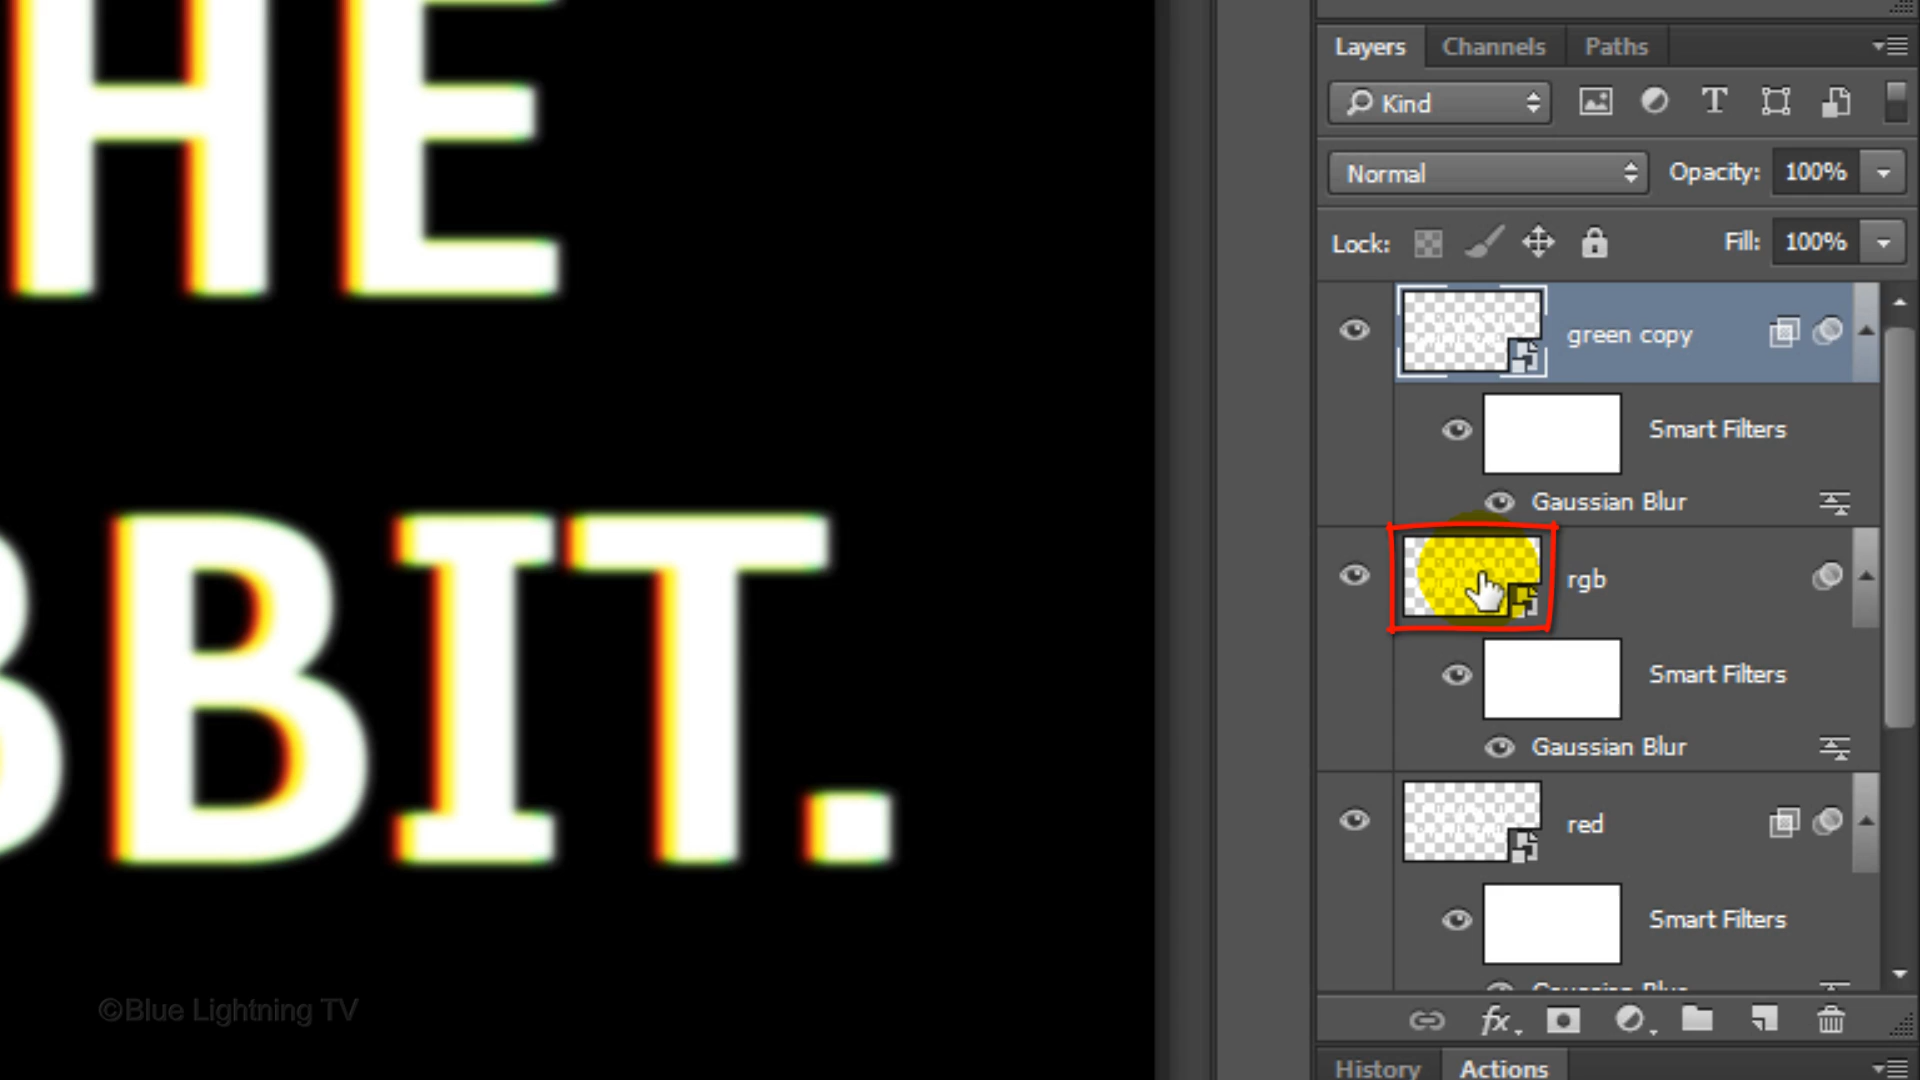 HE
BBIT.
©Blue Lightning TV
Layers Channels Paths
Kind
Normal Opacity: 100%
Lock: Fill: 100%
green copy
Smart Filters
Gaussian Blur
rgb
Smart Filters
Gaussian Blur
red
Smart Filters
Gaussian Blur
fx
History Actions